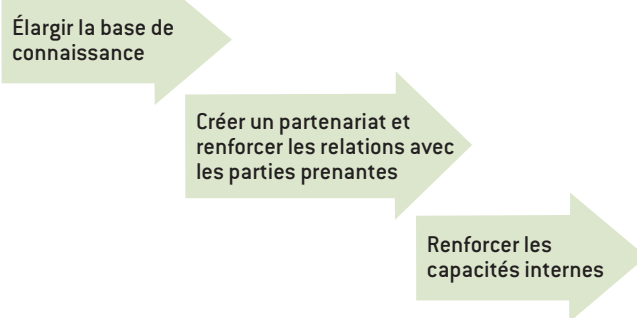 Élargir la base de
connaissance
Créer un partenariat et
renforcer les relations avec
les parties prenantes
Renforcer les
capacités internes